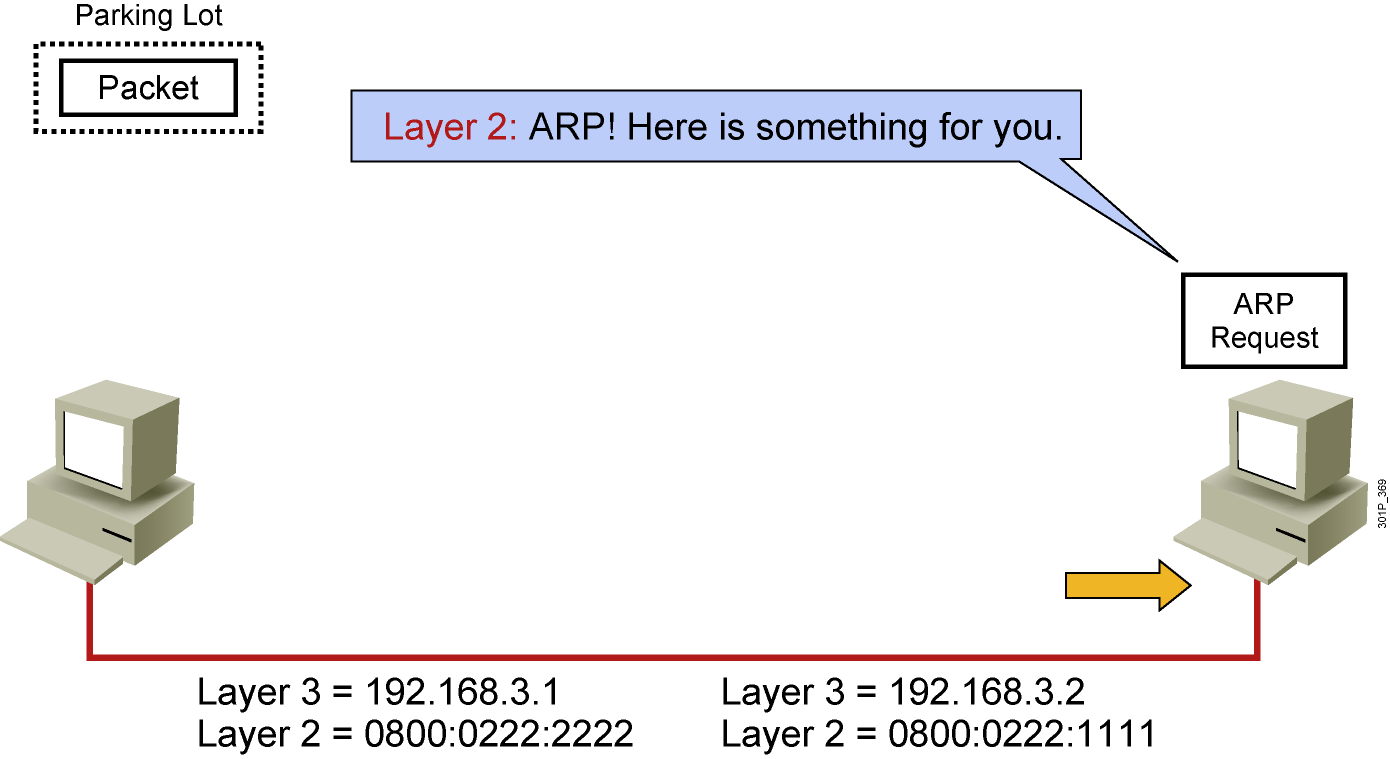 Parking Lot
Packet
Layer 2: ARP! Here is something for you.
ARP
Request
301P_369
Layer 3 = 192.168.3.1
Layer 2 = 0800:0222:2222
Layer 3 = 192.168.3.2
Layer 2 = 0800:0222:1111